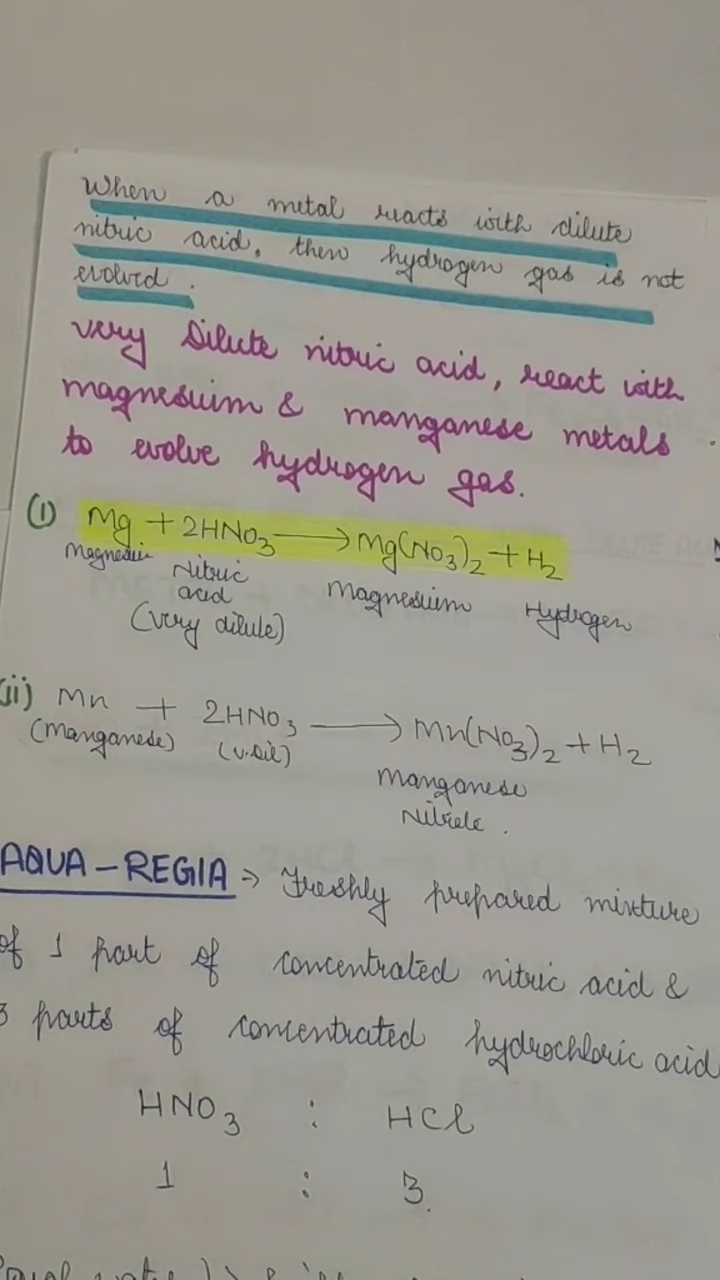 When a metal reacts with dilute
nitric acid, then hydrogen gas is not
evolved.
very Dilute nitric acid, react with
magnesuim & manganese metals
to evolve hydrogen gas.
(i) Mg + 2HNO₃ → Mg(NO₃)₂ + H₂
Nitric Magnesium Hydrogen
acid
(very dilute)
(ii) Mn + 2HNO₃ → Mn(NO₃)₂ + H₂
(manganese) (v.dil)
manganese
AQUA-REGIA → Freshly prepared mixture
of 1 part of concentrated nitric acid &
3 parts of concentrated hydrochloric acid
HNO₃ : HCl
1 : 3.